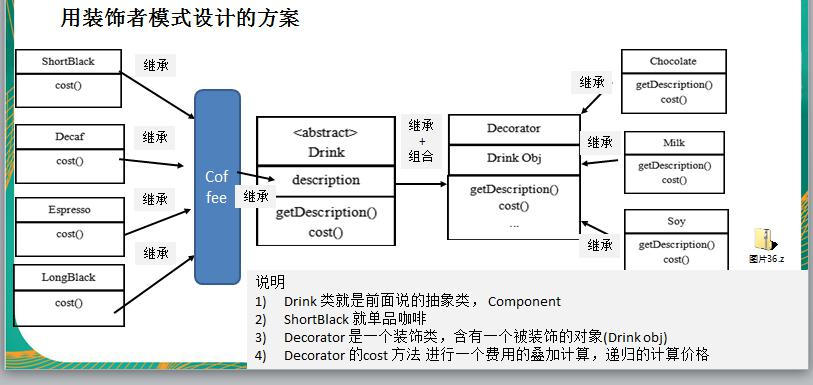 用装饰者模式设计的方案
ShortBlack
cost()
继承
Decaf
cost()
继承
Espresso
cost()
继承
LongBlack
cost()
继承
Cof
fee
继承
<abstract>
Drink
description
getDescription()
cost()
继承
+
组合
Decorator
Drink Obj
getDescription()
cost()
...
继承
Chocolate
getDescription()
cost()
继承
Milk
getDescription()
cost()
继承
Soy
getDescription()
cost()
图片36.z
说明
1) Drink 类就是前面说的抽象类， Component
2) ShortBlack 就单品咖啡
3) Decorator 是一个装饰类，含有一个被装饰的对象(Drink obj)
4) Decorator 的cost 方法 进行一个费用的叠加计算，递归的计算价格